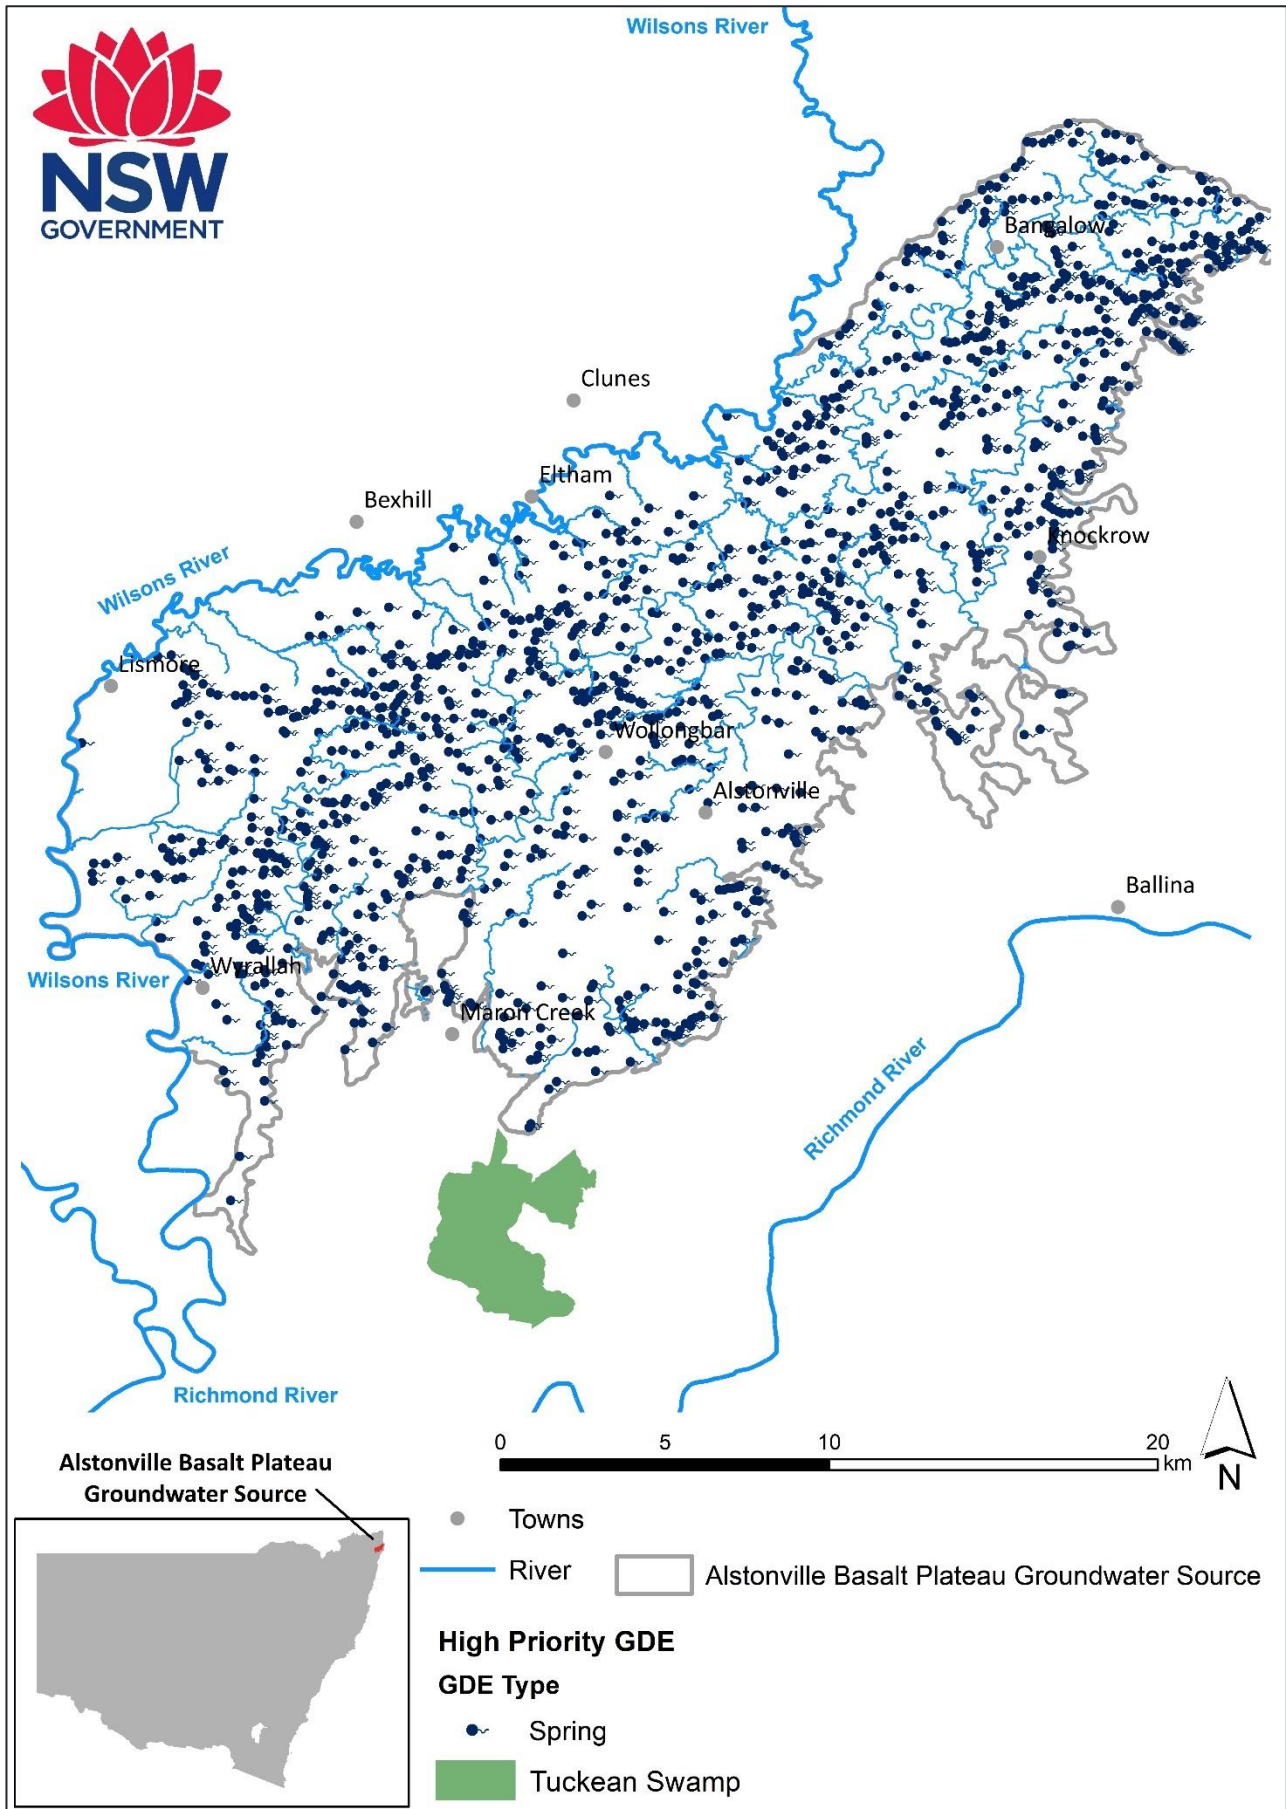 Wilsons River
NSW
GOVERNMENT
Bangalow
Clunes
Eltham
Bexhill
Knockrow
Wilsons River
Lismore
Wollongbar
Alstonville
Ballina
Wyrallah
Wilsons River
Maron Creek
Richmond River
Richmond River
0 5 10 20
km
N
Alstonville Basalt Plateau
Groundwater Source
Towns
River
Alstonville Basalt Plateau Groundwater Source
High Priority GDE
GDE Type
Spring
Tuckean Swamp